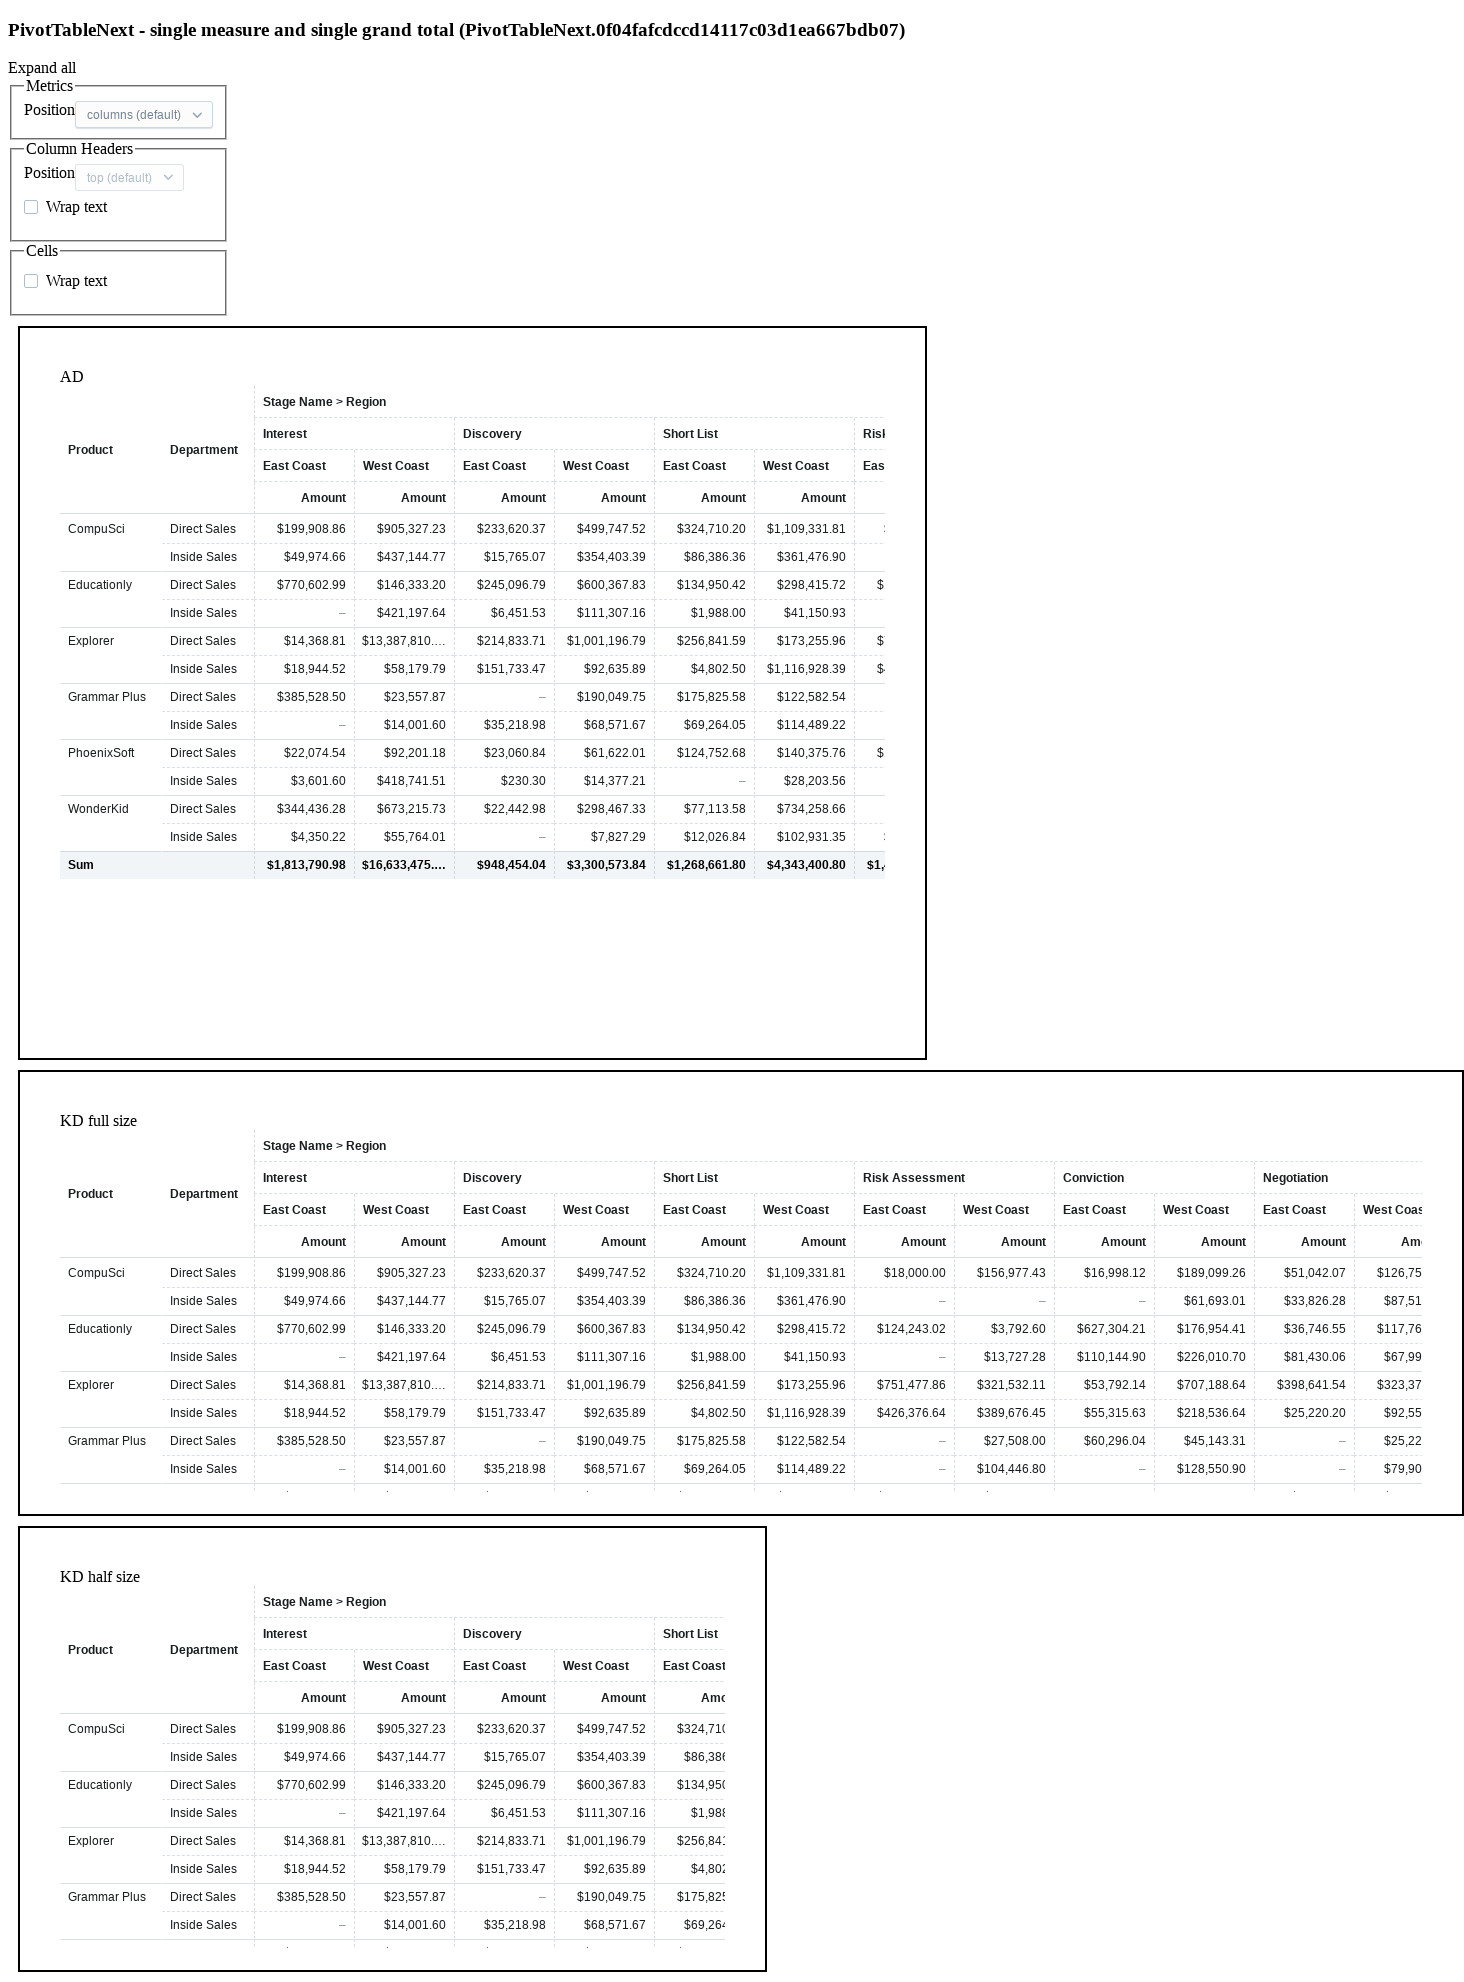 PivotTableNext - single measure and single grand total (PivotTableNext.0f04fafcdccd14117c03d1ea667bdb07)
Expand all
Metrics
Position columns (default)
Column Headers
Position top (default)
Wrap text
Cells
Wrap text
AD
Stage Name > Region
Interest Discovery Short List Risk
Product Department
East Coast West Coast East Coast West Coast East Coast West Coast Eas
Amount Amount Amount Amount Amount Amount
CompuSci Direct Sales $199,908.86 $905,327.23 $233,620.37 $499,747.52 $324,710.20 $1,109,331.81
Inside Sales $49,974.66 $437,144.77 $15,765.07 $354,403.39 $86,386.36 $361,476.90
Educationly Direct Sales $770,602.99 $146,333.20 $245,096.79 $600,367.83 $134,950.42 $298,415.72 $
Inside Sales – $421,197.64 $6,451.53 $111,307.16 $1,988.00 $41,150.93
Explorer Direct Sales $14,368.81 $13,387,810.… $214,833.71 $1,001,196.79 $256,841.59 $173,255.96 $
Inside Sales $18,944.52 $58,179.79 $151,733.47 $92,635.89 $4,802.50 $1,116,928.39 $
Grammar Plus Direct Sales $385,528.50 $23,557.87 – $190,049.75 $175,825.58 $122,582.54
Inside Sales – $14,001.60 $35,218.98 $68,571.67 $69,264.05 $114,489.22
PhoenixSoft Direct Sales $22,074.54 $92,201.18 $23,060.84 $61,622.01 $124,752.68 $140,375.76 $
Inside Sales $3,601.60 $418,741.51 $230.30 $14,377.21 – $28,203.56
WonderKid Direct Sales $344,436.28 $673,215.73 $22,442.98 $298,467.33 $77,113.58 $734,258.66
Inside Sales $4,350.22 $55,764.01 – $7,827.29 $12,026.84 $102,931.35
Sum $1,813,790.98 $16,633,475.… $948,454.04 $3,300,573.84 $1,268,661.80 $4,343,400.80 $1,
KD full size
Stage Name > Region
Interest Discovery Short List Risk Assessment Conviction Negotiation
Product Department
East Coast West Coast East Coast West Coast East Coast West Coast East Coast West Coast East Coast West Coast East Coast West Coas
Amount Amount Amount Amount Amount Amount Amount Amount Amount Amount Amount Am
CompuSci Direct Sales $199,908.86 $905,327.23 $233,620.37 $499,747.52 $324,710.20 $1,109,331.81 $18,000.00 $156,977.43 $16,998.12 $189,099.26 $51,042.07 $126,75
Inside Sales $49,974.66 $437,144.77 $15,765.07 $354,403.39 $86,386.36 $361,476.90 – – – $61,693.01 $33,826.28 $87,51
Educationly Direct Sales $770,602.99 $146,333.20 $245,096.79 $600,367.83 $134,950.42 $298,415.72 $124,243.02 $3,792.60 $627,304.21 $176,954.41 $36,746.55 $117,76
Inside Sales – $421,197.64 $6,451.53 $111,307.16 $1,988.00 $41,150.93 – $13,727.28 $110,144.90 $226,010.70 $81,430.06 $67,99
Explorer Direct Sales $14,368.81 $13,387,810.… $214,833.71 $1,001,196.79 $256,841.59 $173,255.96 $751,477.86 $321,532.11 $53,792.14 $707,188.64 $398,641.54 $323,37
Inside Sales $18,944.52 $58,179.79 $151,733.47 $92,635.89 $4,802.50 $1,116,928.39 $426,376.64 $389,676.45 $55,315.63 $218,536.64 $25,220.20 $92,55
Grammar Plus Direct Sales $385,528.50 $23,557.87 – $190,049.75 $175,825.58 $122,582.54 – $27,508.00 $60,296.04 $45,143.31 – $25,22
Inside Sales – $14,001.60 $35,218.98 $68,571.67 $69,264.05 $114,489.22 – $104,446.80 – $128,550.90 – $79,90
KD half size
Stage Name > Region
Interest Discovery Short List
Product Department
East Coast West Coast East Coast West Coast East Coast
Amount Amount Amount Amount Amo
CompuSci Direct Sales $199,908.86 $905,327.23 $233,620.37 $499,747.52 $324,710
Inside Sales $49,974.66 $437,144.77 $15,765.07 $354,403.39 $86,386
Educationly Direct Sales $770,602.99 $146,333.20 $245,096.79 $600,367.83 $134,950
Inside Sales – $421,197.64 $6,451.53 $111,307.16 $1,988
Explorer Direct Sales $14,368.81 $13,387,810.… $214,833.71 $1,001,196.79 $256,841
Inside Sales $18,944.52 $58,179.79 $151,733.47 $92,635.89 $4,802
Grammar Plus Direct Sales $385,528.50 $23,557.87 – $190,049.75 $175,825
Inside Sales – $14,001.60 $35,218.98 $68,571.67 $69,264